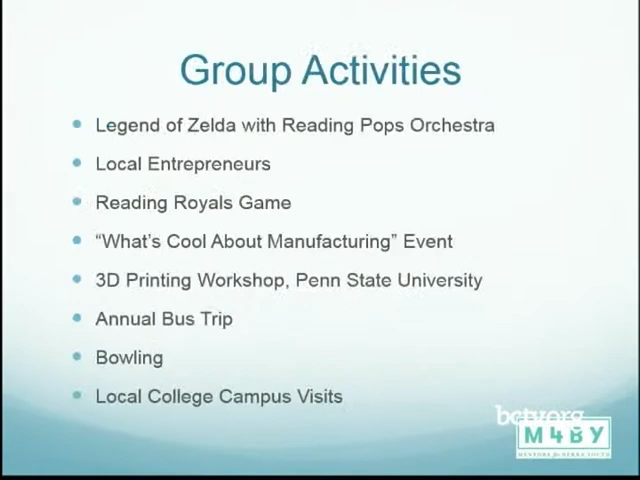 Group Activities
Legend of Zelda with Reading Pops Orchestra
Local Entrepreneurs
Reading Royals Game
“What’s Cool About Manufacturing” Event
3D Printing Workshop, Penn State University
Annual Bus Trip
Bowling
Local College Campus Visits
bctv.org
M4BY
MENTORS for BERKS YOUTH